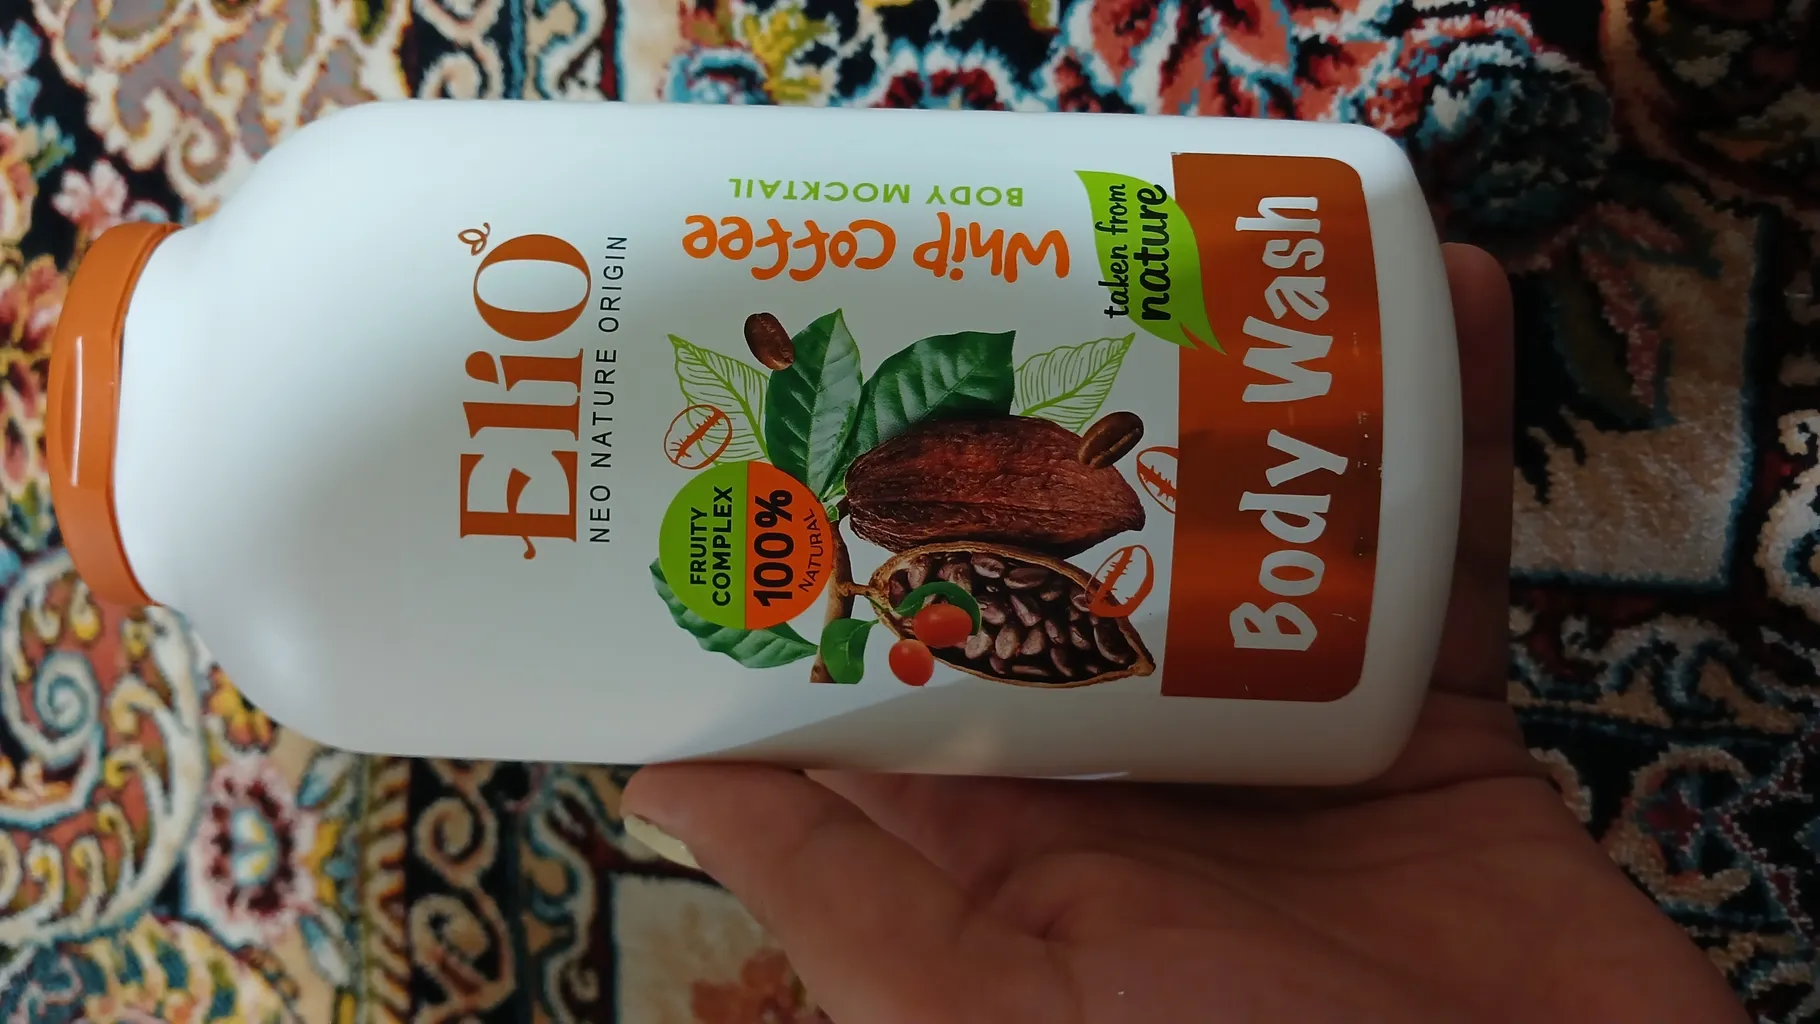 EliO
NEO NATURE ORIGIN
Whip Coffee
BODY MOCKTAIL
FRUITY
COMPLEX
100%
NATURAL
taken from
nature
Body Wash